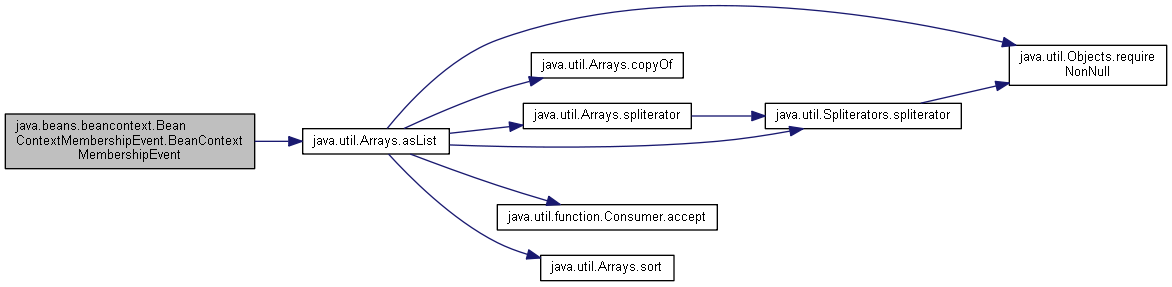 java.beans.beancontext.Bean
ContextMembershipEvent.BeanContext
MembershipEvent
java.util.Arrays.asList
java.util.Arrays.copyOf
java.util.Arrays.spliterator
java.util.Spliterators.spliterator
java.util.Objects.require
NonNull
java.util.function.Consumer.accept
java.util.Arrays.sort